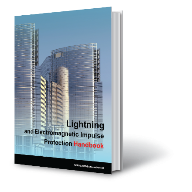 Lightning
and Electromagnetic Impulse
Protection Handbook